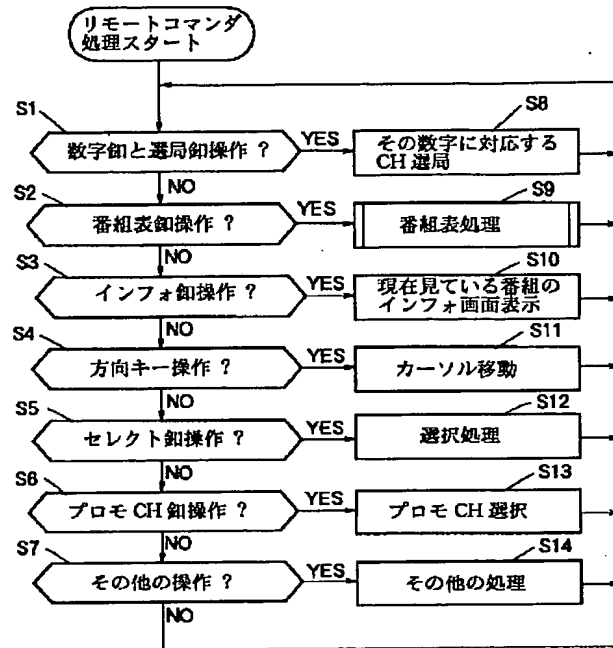 リモートコマンダ
処理スタート
S1
数字釦と選局釦操作 ?
YES
S8
その数字に対応する
CH 選局
NO
S2
番組表釦操作 ?
YES
S9
番組表処理
NO
S3
インフォ釦操作 ?
YES
S10
現在見ている番組の
インフォ画面表示
NO
S4
方向キー操作 ?
YES
S11
カーソル移動
NO
S5
セレクト釦操作 ?
YES
S12
選択処理
NO
S6
プロモ CH 釦操作 ?
YES
S13
プロモ CH 選択
NO
S7
その他の操作 ?
YES
S14
その他の処理
NO